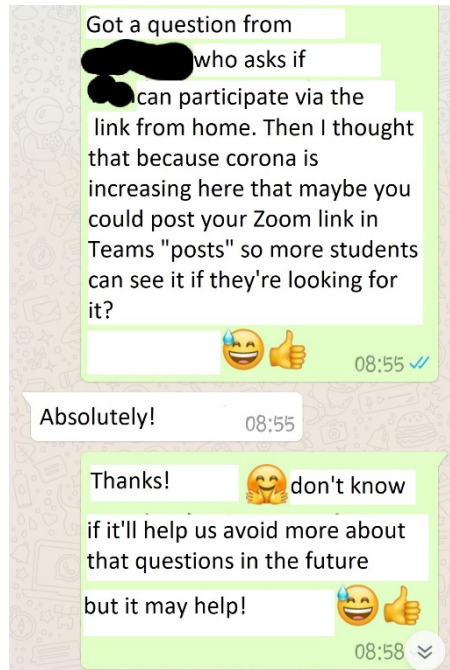 Got a question from
who asks if
can participate via the
link from home. Then I thought
that because corona is
increasing here that maybe you
could post your Zoom link in
Teams "posts" so more students
can see it if they're looking for
it?
😅👍
08:55
Absolutely!
08:55
Thanks! 🤗 don't know
if it'll help us avoid more about
that questions in the future
but it may help! 😅👍
08:58